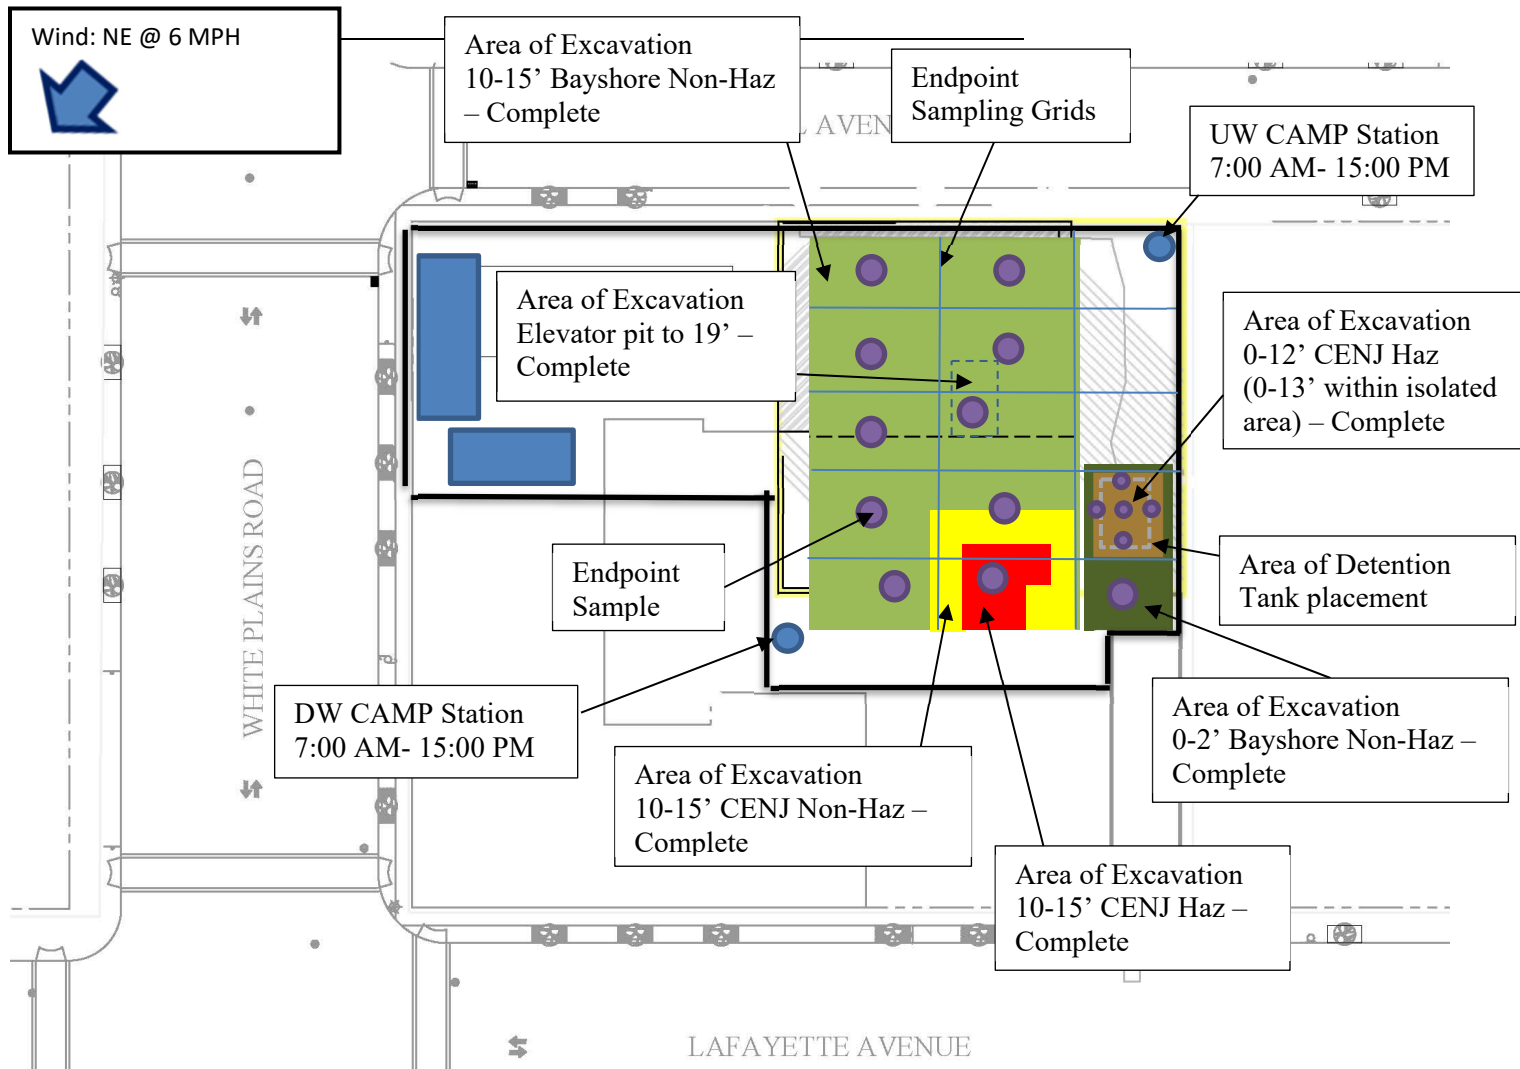 Wind: NE @ 6 MPH
Area of Excavation
10-15’ Bayshore Non-Haz
– Complete
Endpoint
Sampling Grids
UW CAMP Station
7:00 AM- 15:00 PM
Area of Excavation
Elevator pit to 19’ –
Complete
Area of Excavation
0-12’ CENJ Haz
(0-13’ within isolated
area) – Complete
WHITE PLAINS ROAD
Endpoint
Sample
Area of Detention
Tank placement
DW CAMP Station
7:00 AM- 15:00 PM
Area of Excavation
0-2’ Bayshore Non-Haz –
Complete
Area of Excavation
10-15’ CENJ Non-Haz –
Complete
Area of Excavation
10-15’ CENJ Haz –
Complete
LAFAYETTE AVENUE